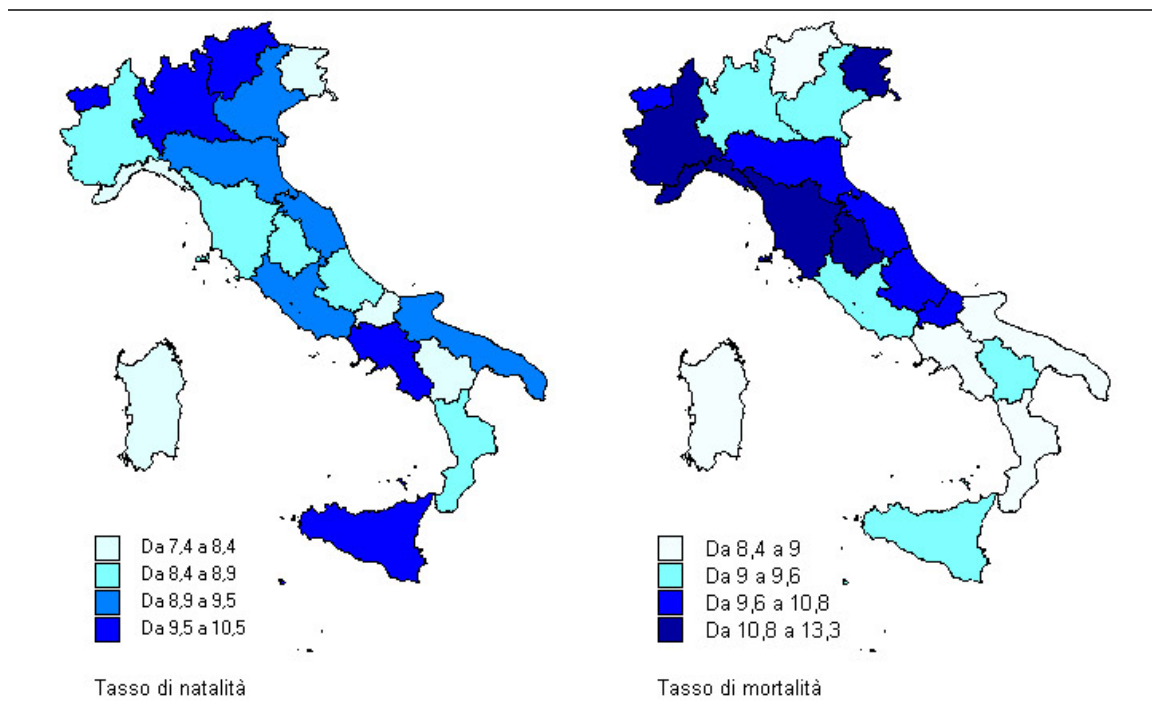 Da 7,4 a 8,4
Da 8,4 a 8,9
Da 8,9 a 9,5
Da 9,5 a 10,5
Tasso di natalità
Da 8,4 a 9
Da 9 a 9,6
Da 9,6 a 10,8
Da 10,8 a 13,3
Tasso di mortalità